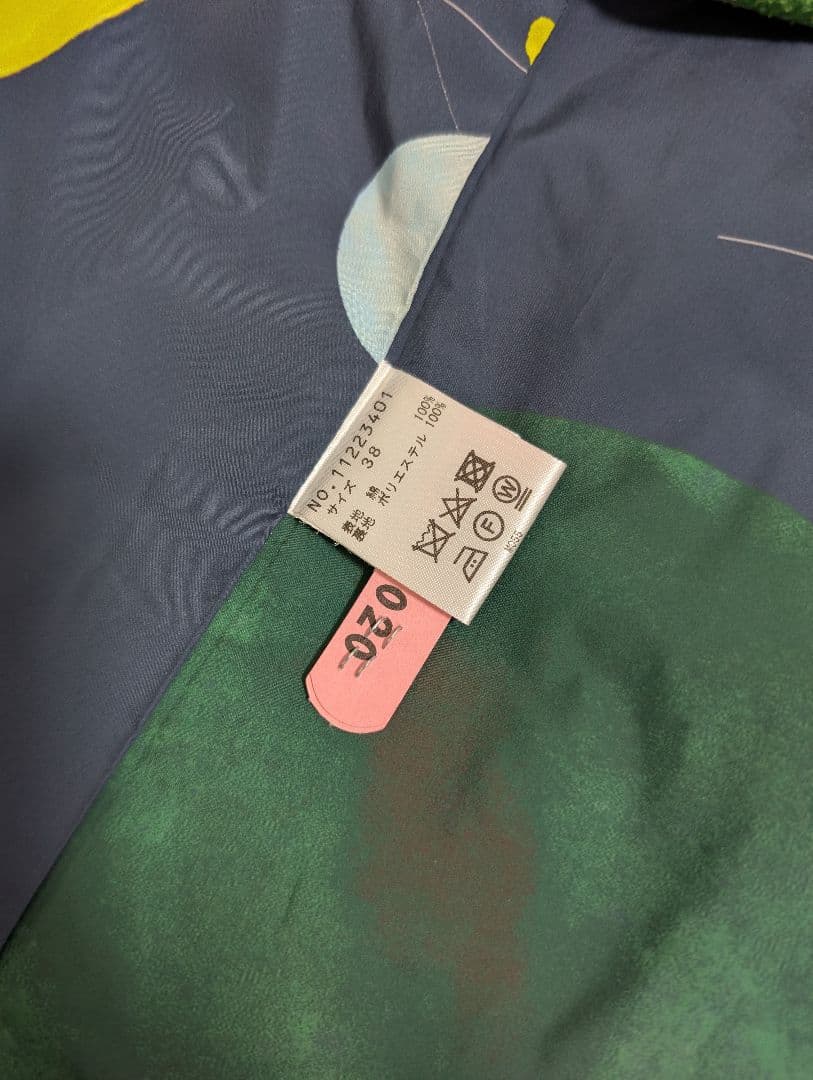 NO.11223401
サイズ 38
表地 綿 100%
裏地 ポリエステル 100%
F W
020